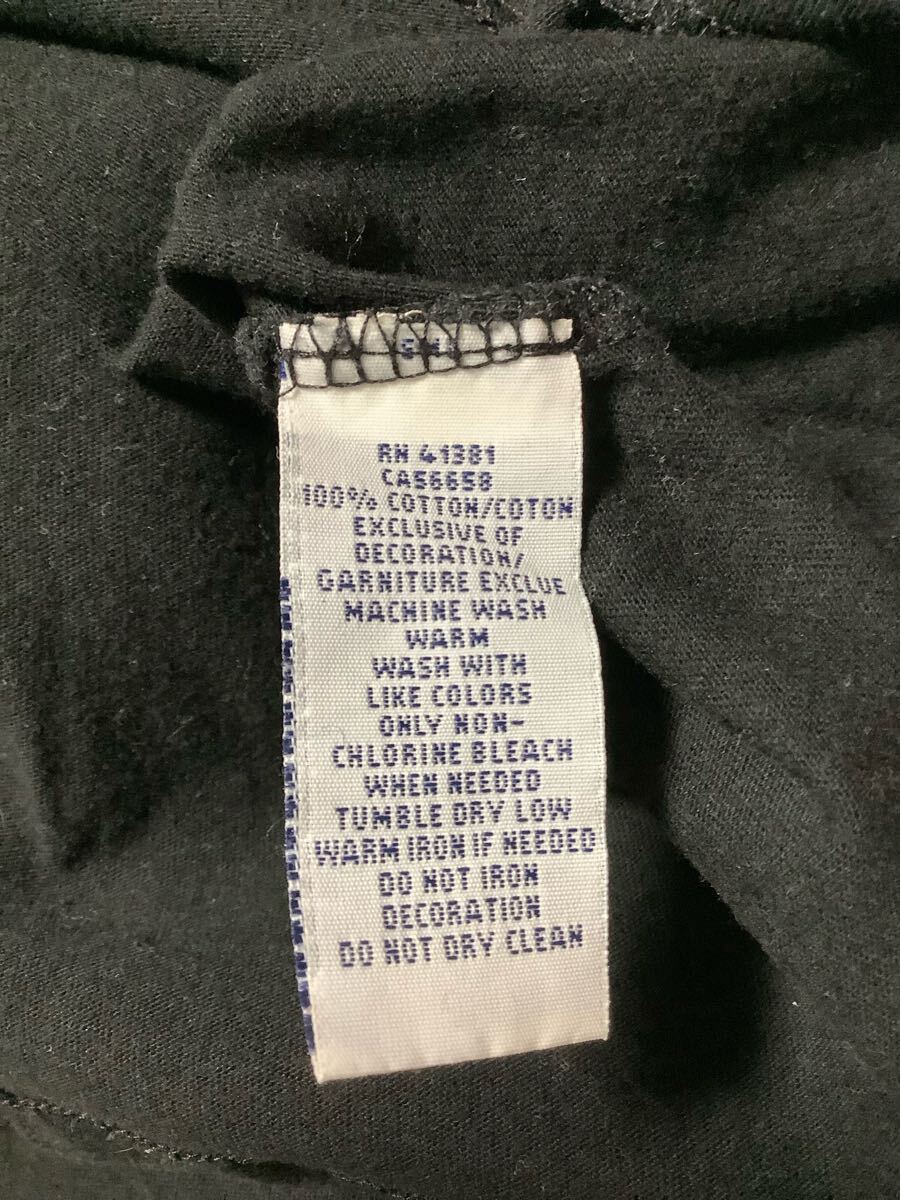 RN 41381
CA56658
100% COTTON/COTON
EXCLUSIVE OF
DECORATION/
GARNITURE EXCLUE
MACHINE WASH
WARM
WASH WITH
LIKE COLORS
ONLY NON-
CHLORINE BLEACH
WHEN NEEDED
TUMBLE DRY LOW
WARM IRON IF NEEDED
DO NOT IRON
DECORATION
DO NOT DRY CLEAN